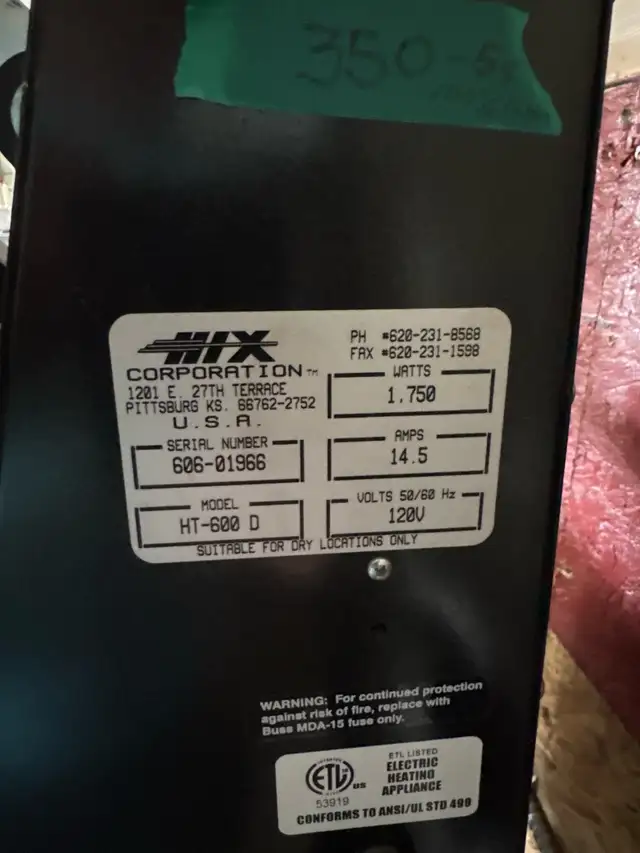 350-
HIX
CORPORATION™
1201 E. 27TH TERRACE
PITTSBURG KS. 66762-2752
U.S.A.
PH #620-231-8568
FAX #620-231-1598
WATTS
1.750
SERIAL NUMBER
606-01966
AMPS
14.5
MODEL
HT-600 D
VOLTS 50/60 Hz
120V
SUITABLE FOR DRY LOCATIONS ONLY
WARNING: For continued protection
against risk of fire, replace with
Buss MDA-15 fuse only.
ETL US
53919
ETL LISTED
ELECTRIC
HEATING
APPLIANCE
CONFORMS TO ANSI/UL STD 499